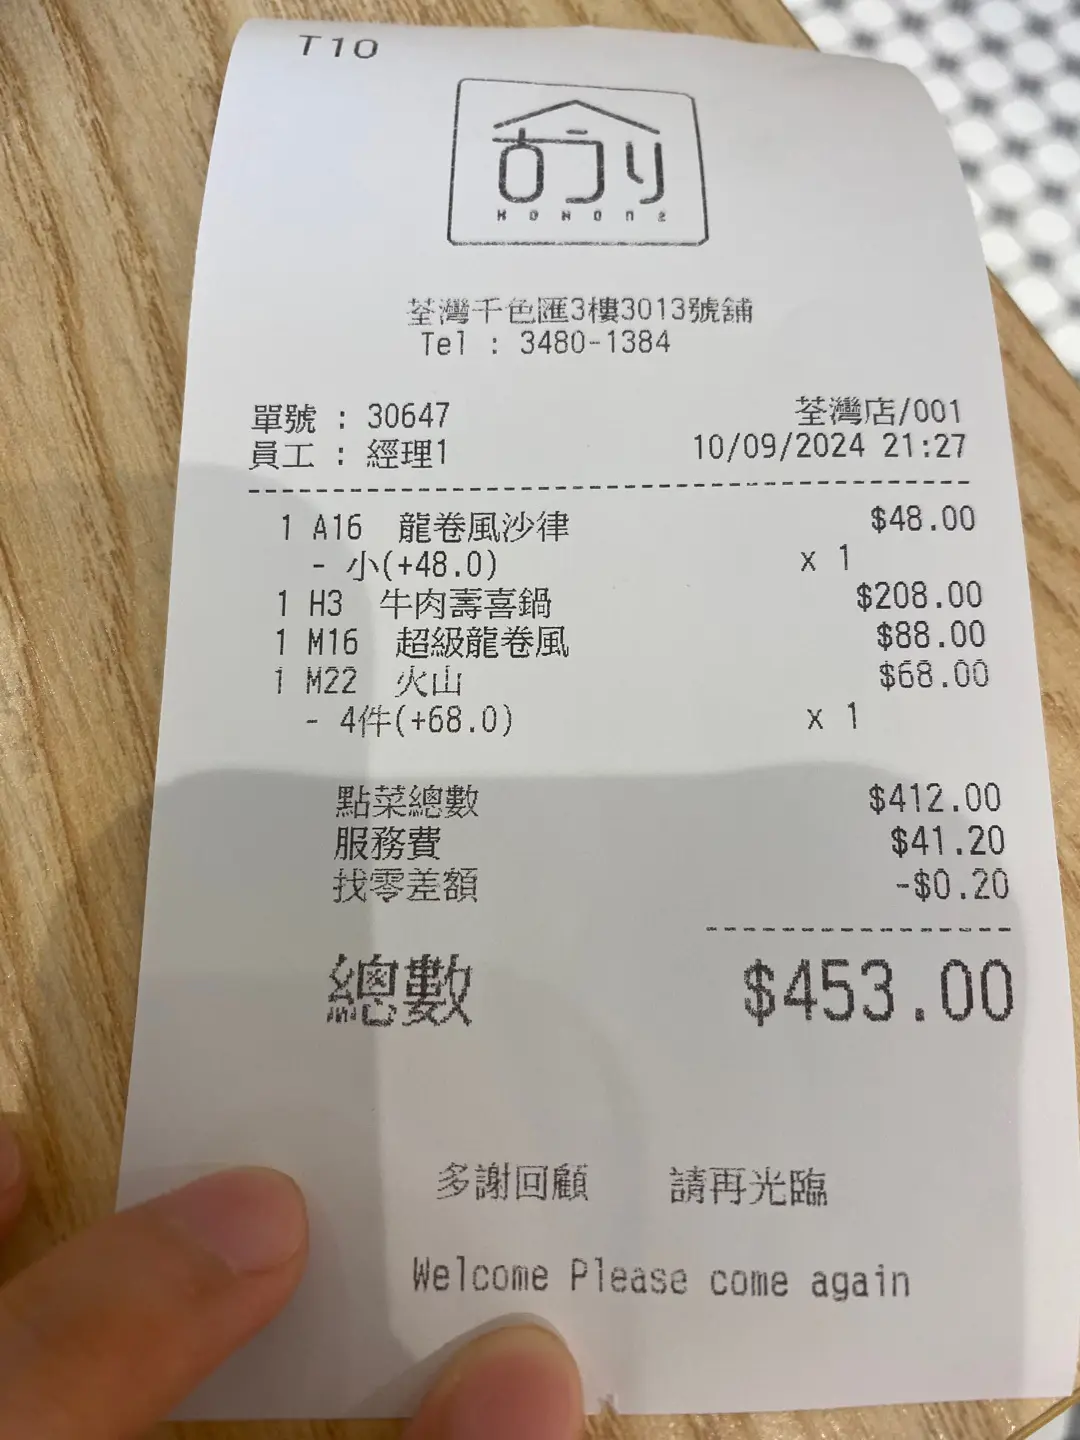 T10
古うり
荃灣千色匯3樓3013號舖
Tel : 3480-1384
單號 : 30647 荃灣店/001
員工 : 經理1 10/09/2024 21:27
1 A16 龍卷風沙律 $48.00
- 小(+48.0) x 1
1 H3 牛肉壽喜鍋 $208.00
1 M16 超級龍卷風 $88.00
1 M22 火山 $68.00
- 4件(+68.0) x 1
點菜總數 $412.00
服務費 $41.20
找零差額 -$0.20
總數 $453.00
多謝回顧 請再光臨
Welcome Please come again